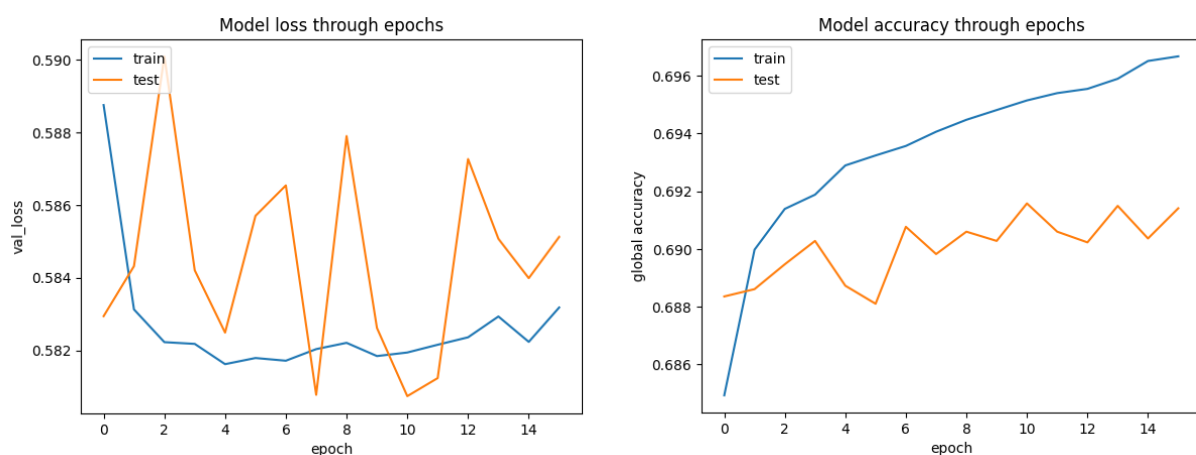 Model loss through epochs
train
test
0.590
0.588
0.586
0.584
0.582
val_loss
0 2 4 6 8 10 12 14
epoch
Model accuracy through epochs
train
test
0.696
0.694
0.692
0.690
0.688
0.686
global accuracy
0 2 4 6 8 10 12 14
epoch